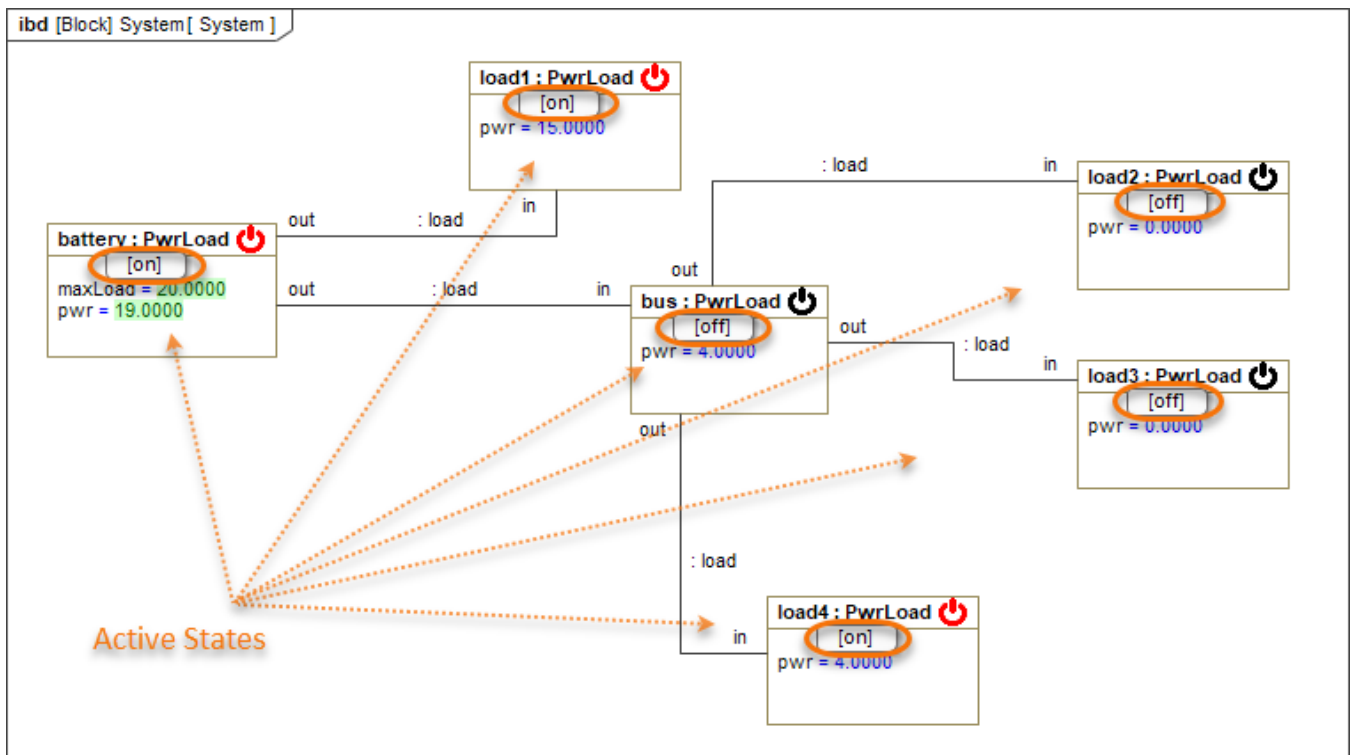 ibd [Block] System[ System ]
load1 : PwrLoad
[on]
pwr = 15.0000
in
battery : PwrLoad
[on]
maxLoad = 20.0000
pwr = 19.0000
out
: load
out
: load
in
bus : PwrLoad
[off]
pwr = 4.0000
out
: load
in
load2 : PwrLoad
[off]
pwr = 0.0000
out
: load
in
load3 : PwrLoad
[off]
pwr = 0.0000
out
: load
in
load4 : PwrLoad
[on]
pwr = 4.0000
Active States